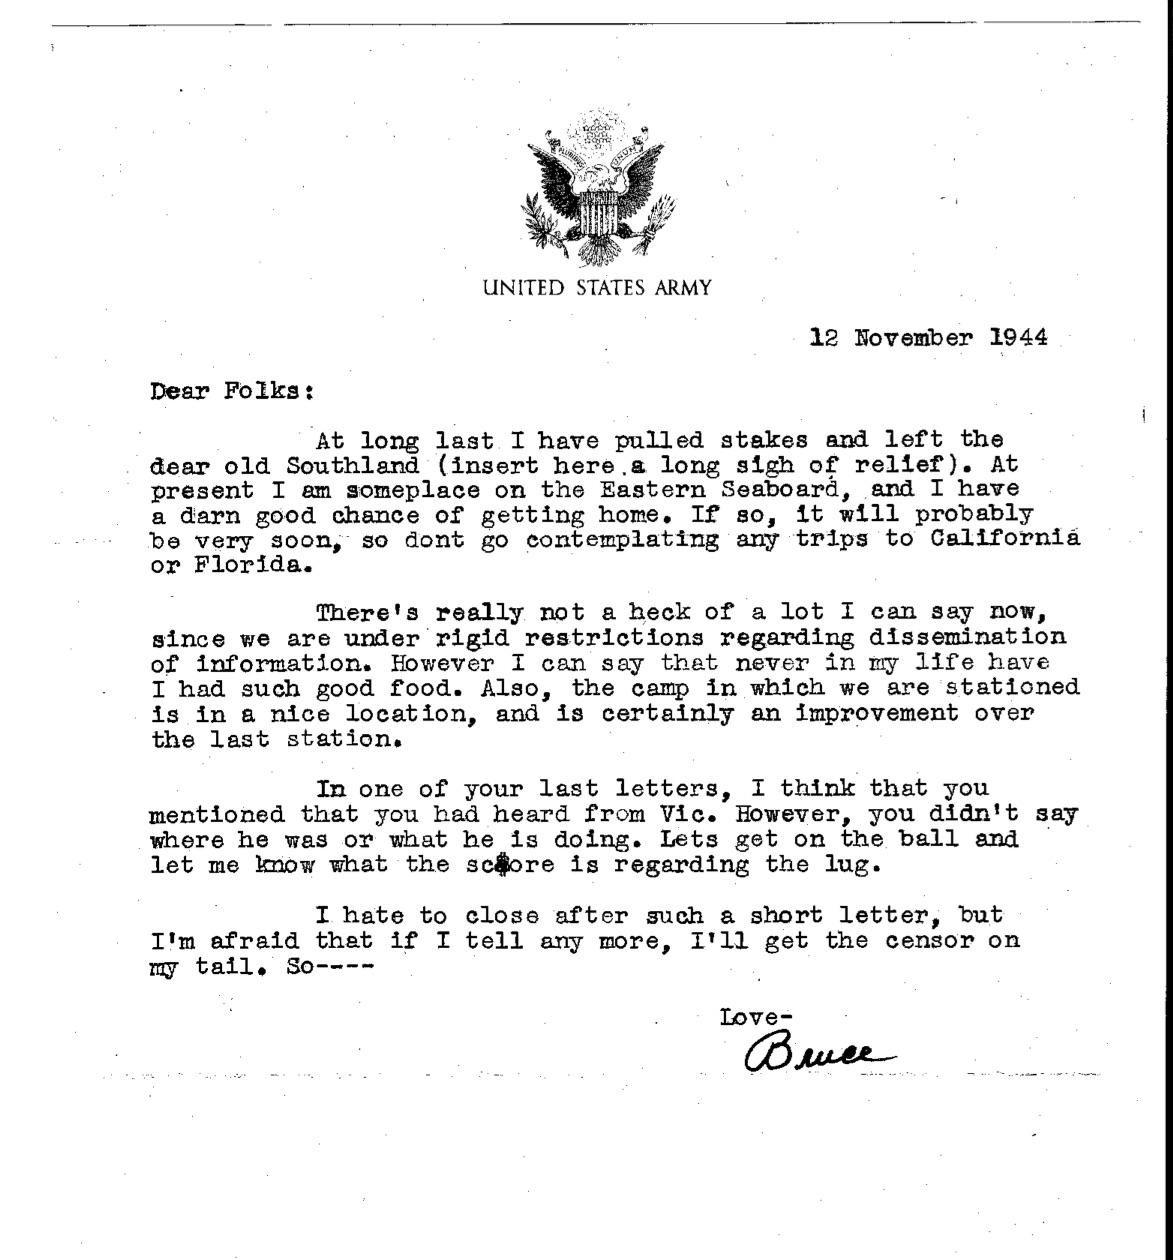 PLURIBUS UNUM
UNITED STATES ARMY
12 November 1944
Dear Folks:
At long last I have pulled stakes and left the
dear old Southland (insert here a long sigh of relief). At
present I am someplace on the Eastern Seaboard, and I have
a darn good chance of getting home. If so, it will probably
be very soon, so dont go contemplating any trips to California
or Florida.
There's really not a heck of a lot I can say now,
since we are under rigid restrictions regarding dissemination
of information. However I can say that never in my life have
I had such good food. Also, the camp in which we are stationed
is in a nice location, and is certainly an improvement over
the last station.
In one of your last letters, I think that you
mentioned that you had heard from Vic. However, you didn't say
where he was or what he is doing. Lets get on the ball and
let me know what the score is regarding the lug.
I hate to close after such a short letter, but
I'm afraid that if I tell any more, I'll get the censor on
my tail. So----
Love-
Bruce